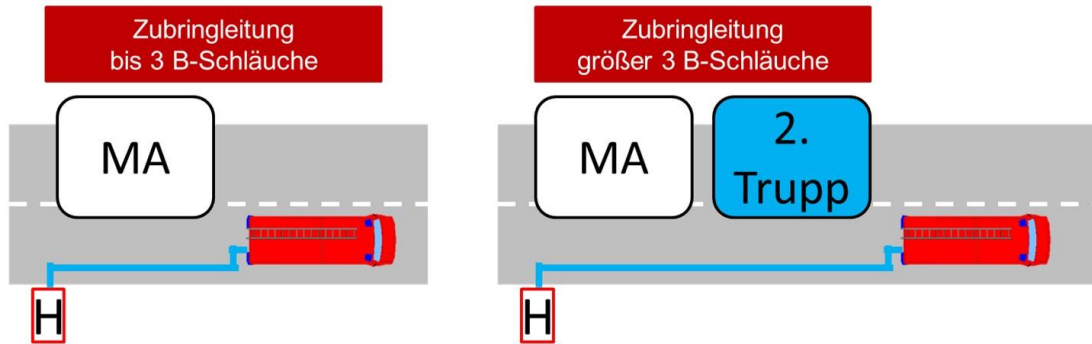 Zubringleitung
bis 3 B-Schläuche
MA
H
Zubringleitung
größer 3 B-Schläuche
MA
2.
Trupp
H